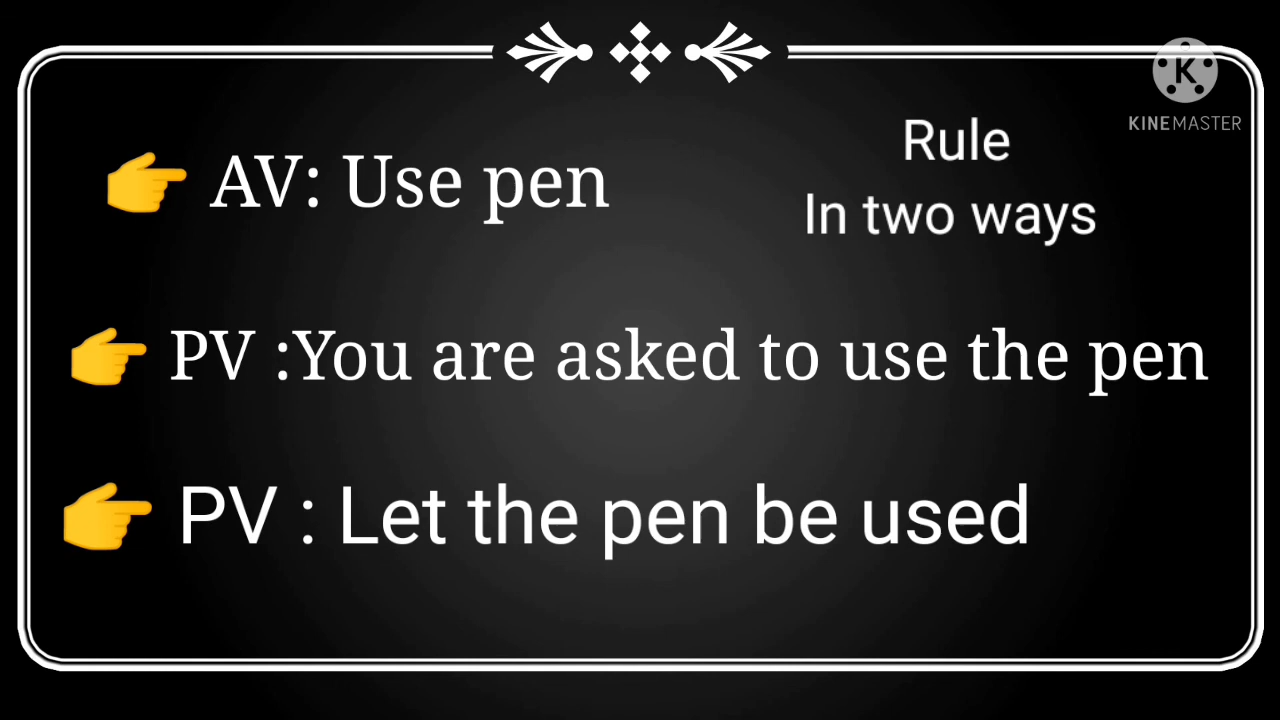 K
KINEMASTER
Rule
In two ways
👉 AV: Use pen
👉 PV :You are asked to use the pen
👉 PV : Let the pen be used